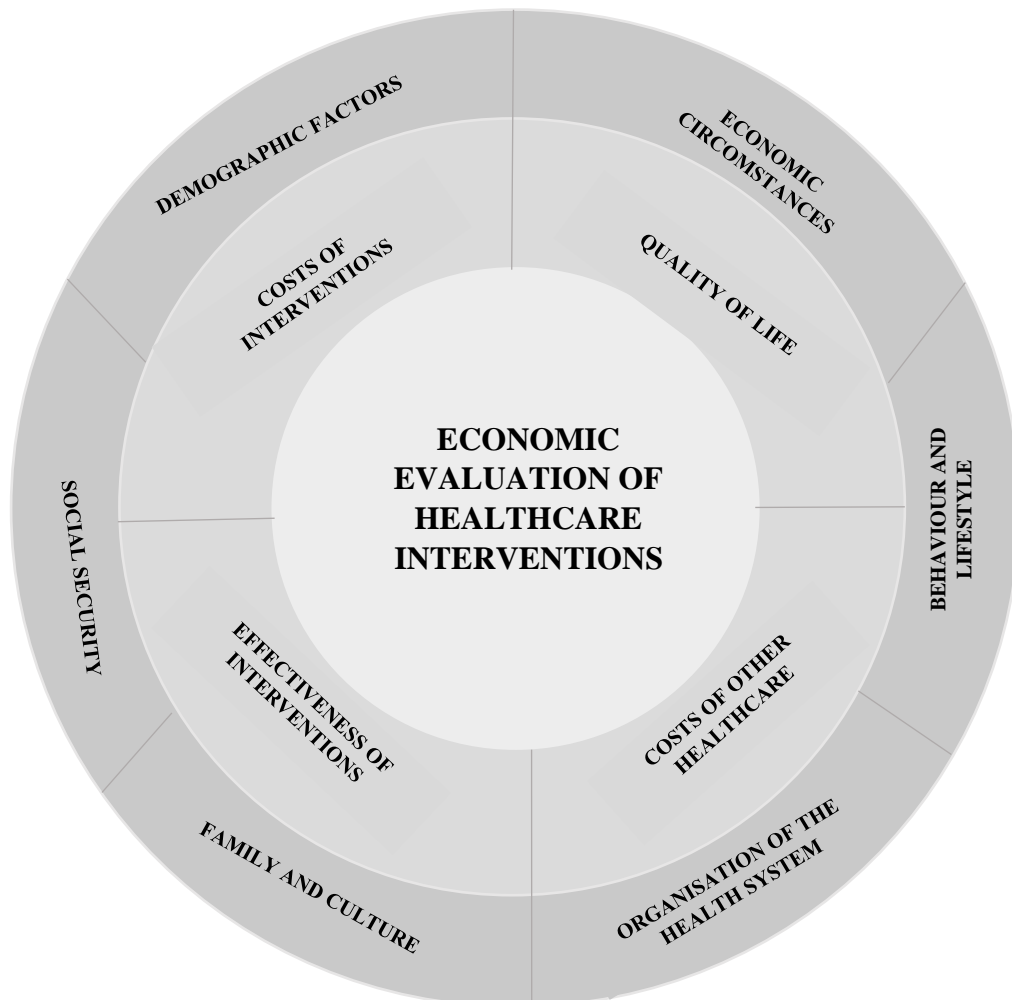 DEMOGRAPHIC FACTORS
ECONOMIC
CIRCOMSTANCES
COSTS OF
INTERVENTIONS
QUALITY OF LIFE
ECONOMIC
EVALUATION OF
HEALTHCARE
INTERVENTIONS
BEHAVIOUR AND
LIFESTYLE
SOCIAL SECURITY
EFFECTIVENESS OF
INTERVENTIONS
COSTS OF OTHER
HEALTHCARE
FAMILY AND CULTURE
ORGANISATION OF THE
HEALTH SYSTEM